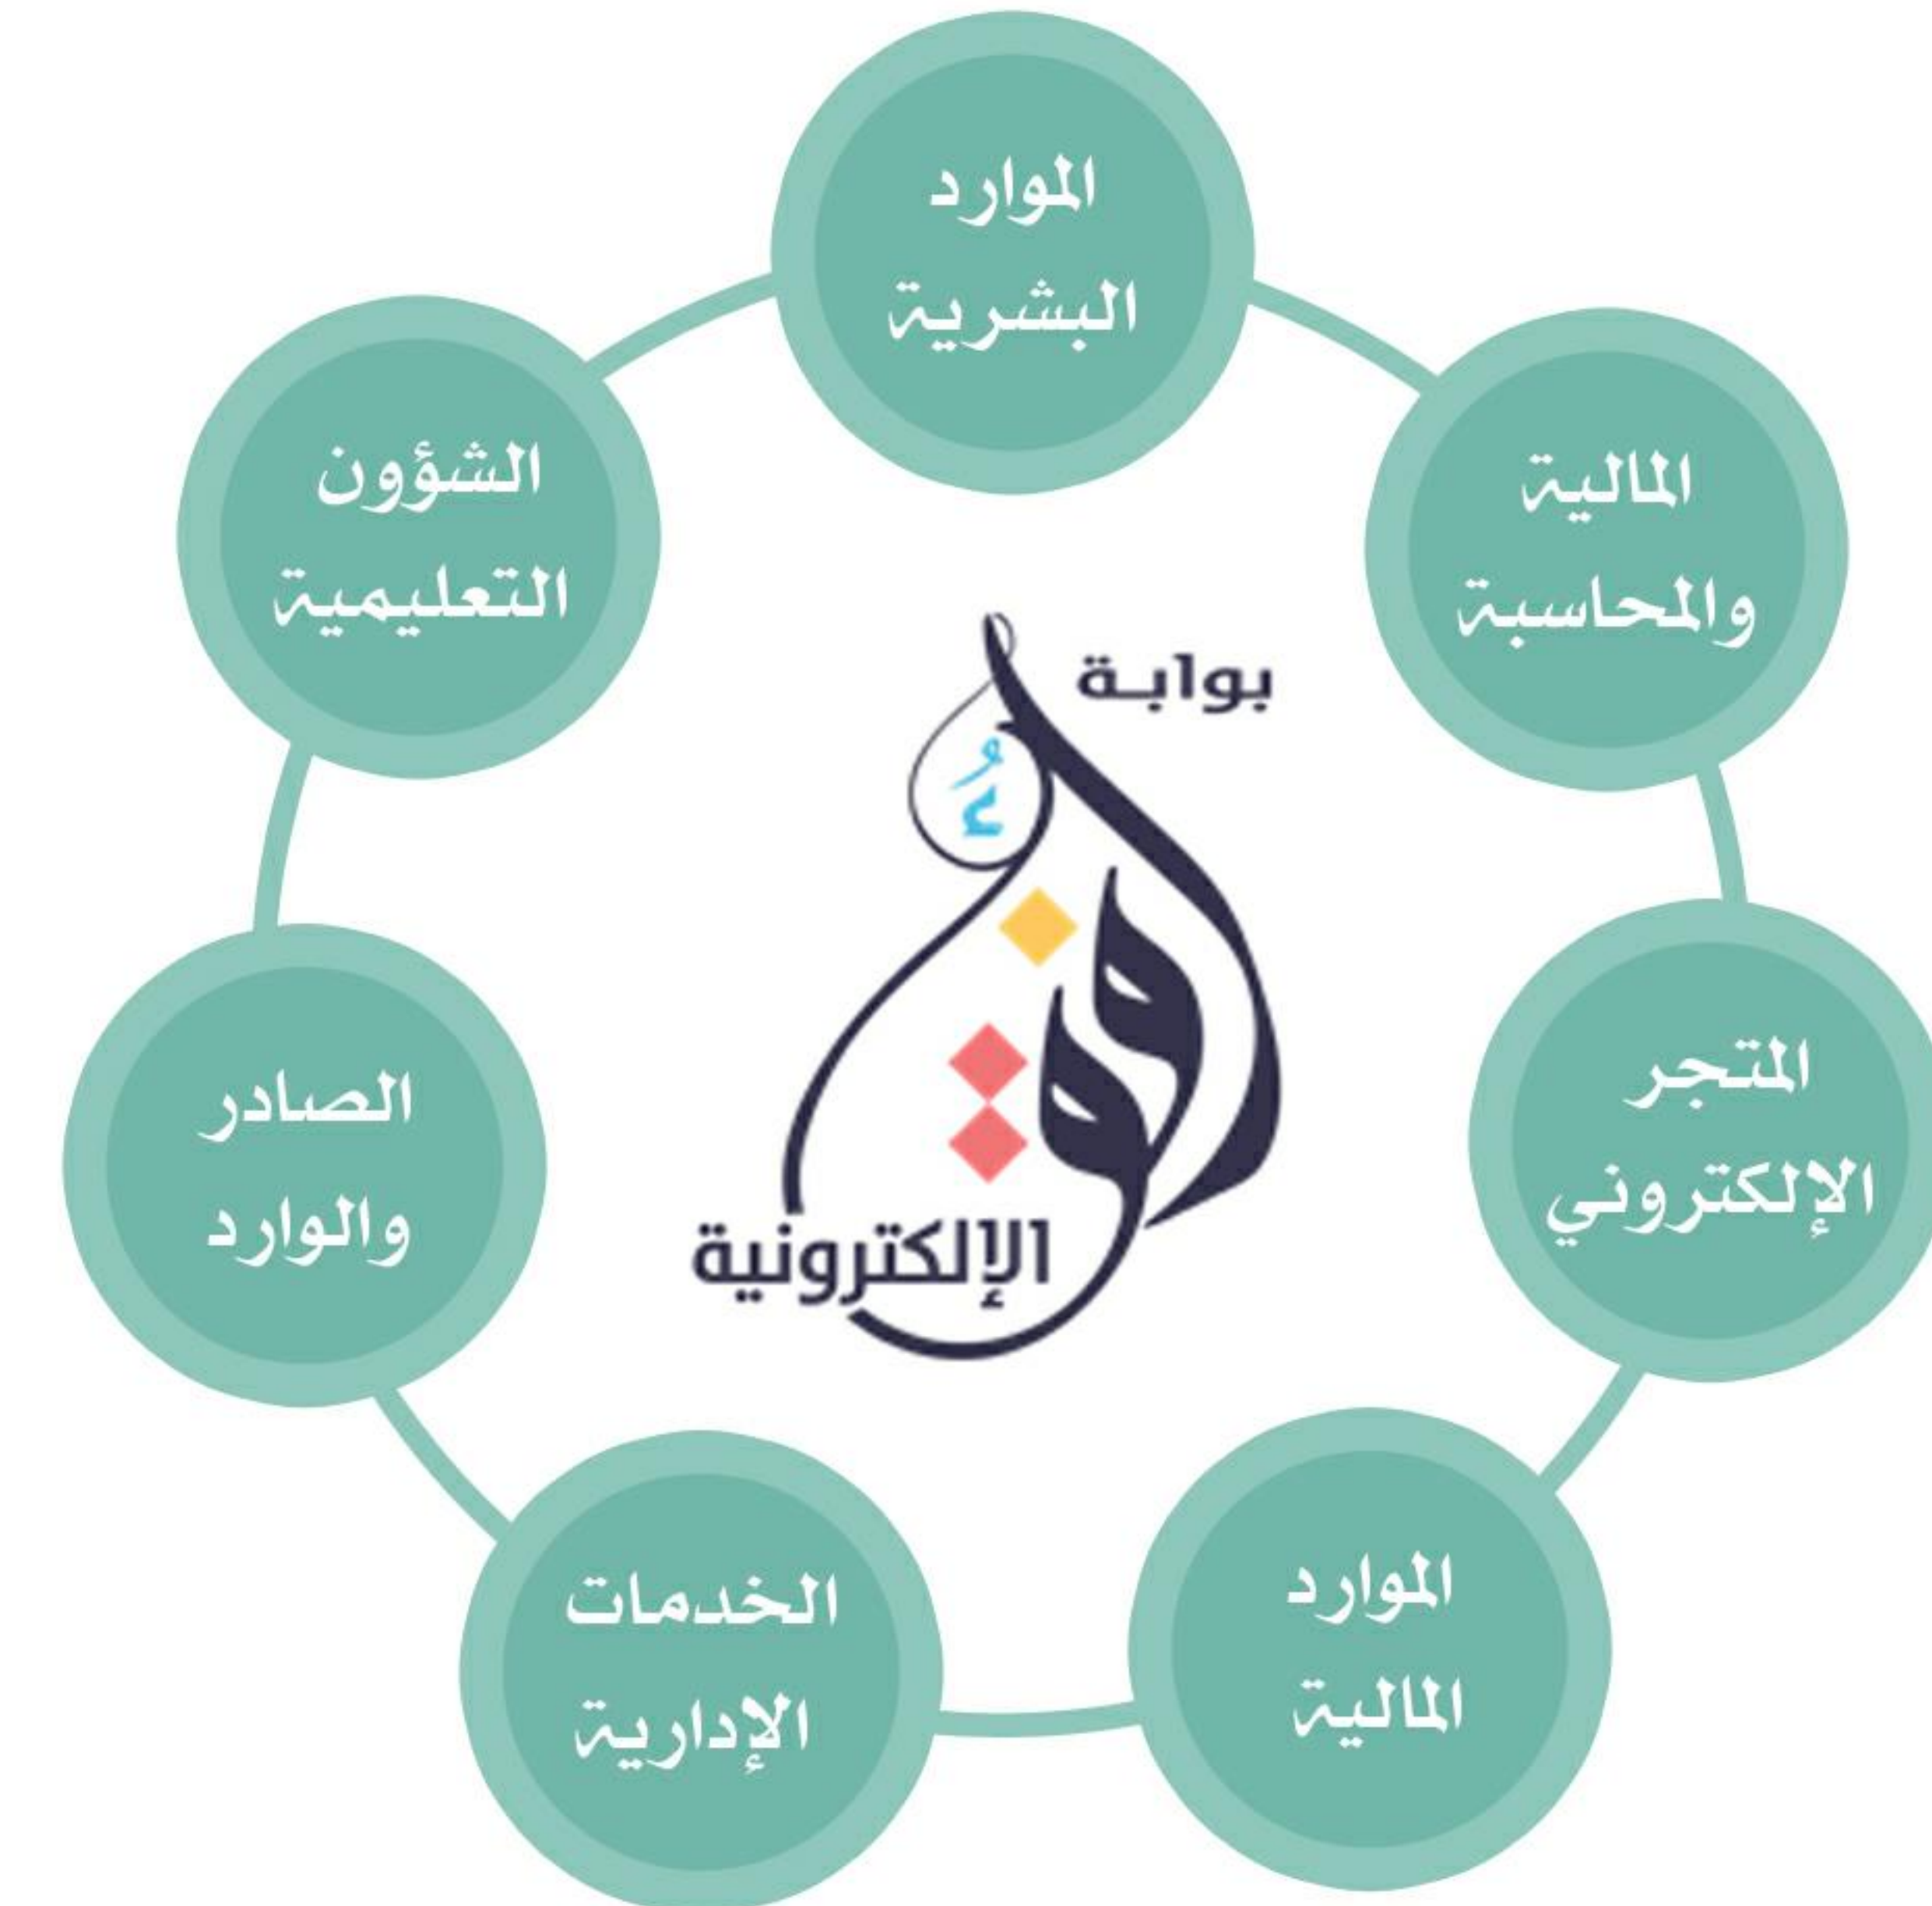 الموارد
البشرية
المالية
والمحاسبة
المتجر
الإلكتروني
الموارد
المالية
الخدمات
الإدارية
الصادر
والوارد
الشؤون
التعليمية
بوابة
الإلكترونية